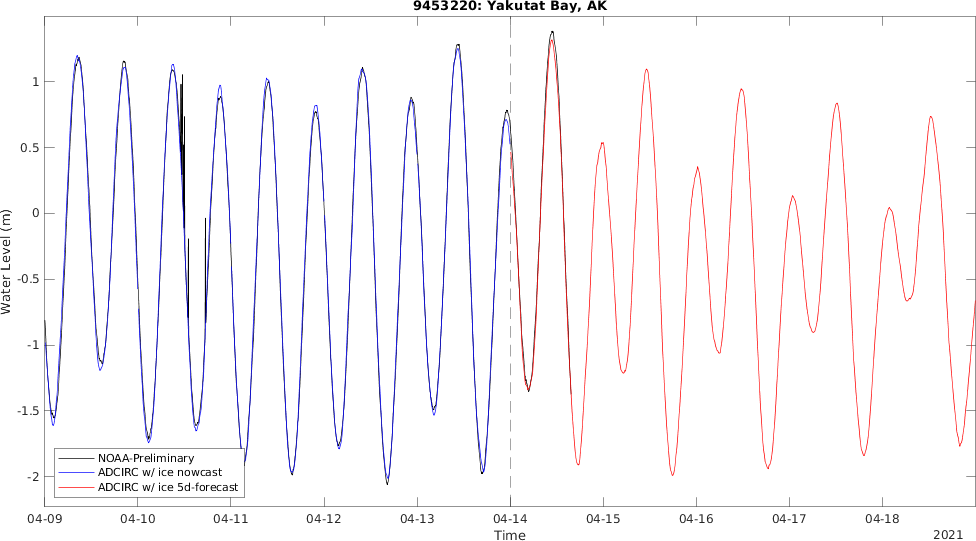 9453220: Yakutat Bay, AK
Water Level (m)
1
0.5
0
-0.5
-1
-1.5
-2
NOAA-Preliminary
ADCIRC w/ ice nowcast
ADCIRC w/ ice 5d-forecast
04-09 04-10 04-11 04-12 04-13 04-14 04-15 04-16 04-17 04-18
Time
2021